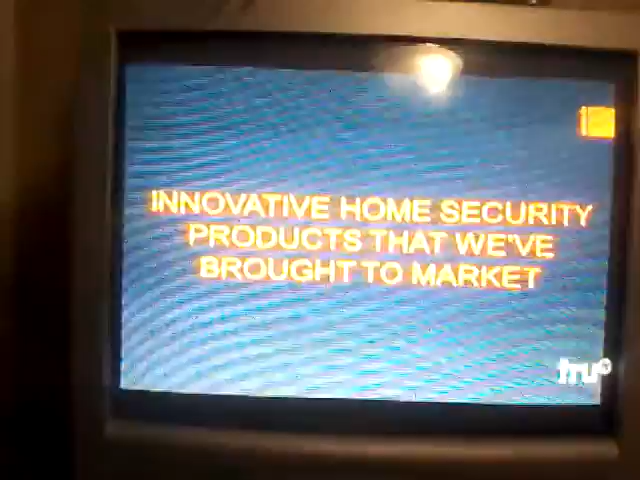 INNOVATIVE HOME SECURITY
PRODUCTS THAT WE'VE
BROUGHT TO MARKET
tru